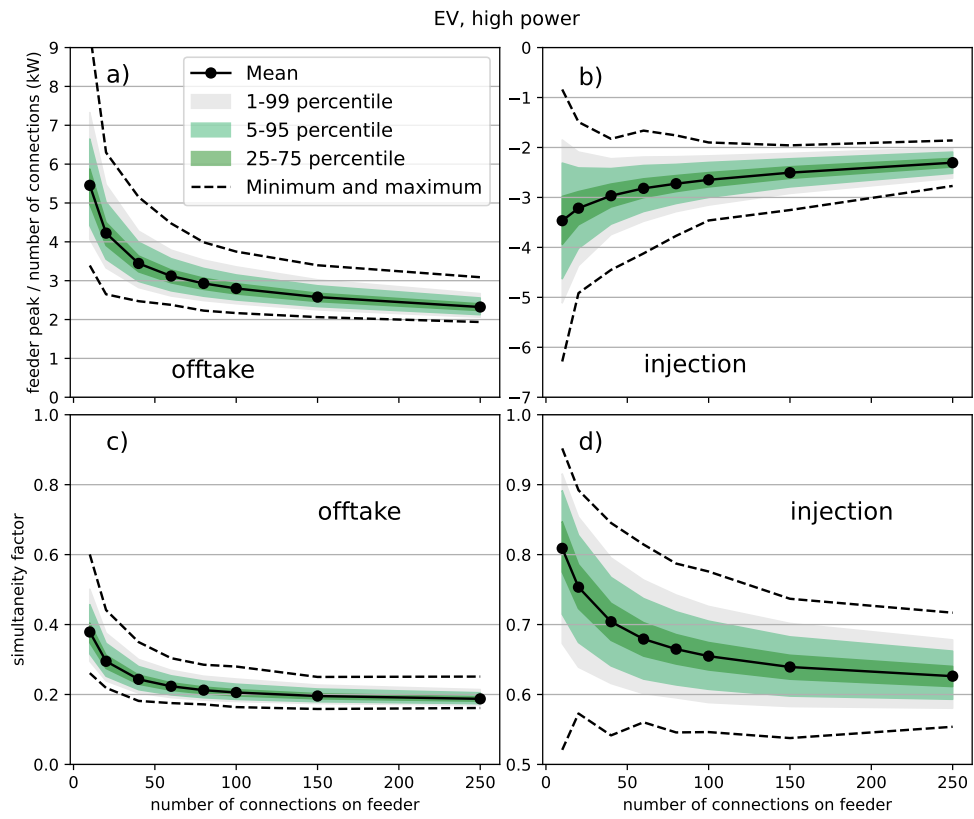 EV, high power
feeder peak / number of connections (kW)
9
8
7
6
5
4
3
2
1
0
a)
Mean
1-99 percentile
5-95 percentile
25-75 percentile
Minimum and maximum
offtake
0
−1
−2
−3
−4
−5
−6
−7
b)
injection
simultaneity factor
1.0
0.8
0.6
0.4
0.2
0.0
c)
offtake
0 50 100 150 200 250
number of connections on feeder
1.0
0.9
0.8
0.7
0.6
0.5
d)
injection
0 50 100 150 200 250
number of connections on feeder